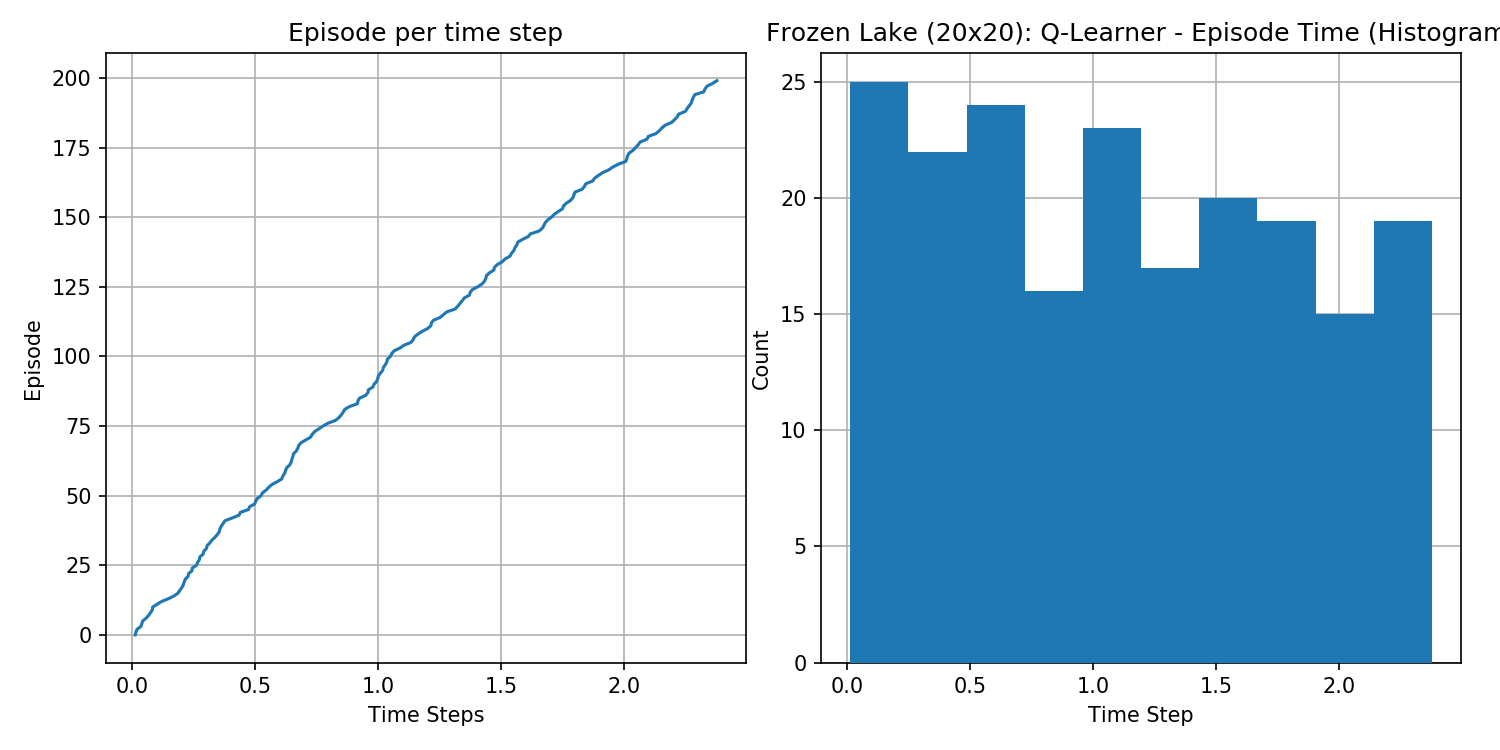 Episode per time step
Episode
200
175
150
125
100
75
50
25
0
0.0 0.5 1.0 1.5 2.0
Time Steps
Frozen Lake (20x20): Q-Learner - Episode Time (Histogram
Count
25
20
15
10
5
0
0.0 0.5 1.0 1.5 2.0
Time Step